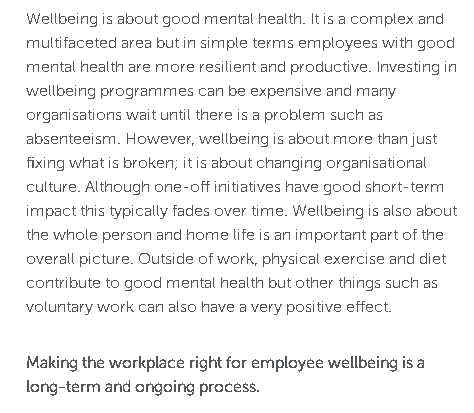 Wellbeing is about good mental health. It is a complex and
multifaceted area but in simple terms employees with good
mental health are more resilient and productive. Investing in
wellbeing programmes can be expensive and many
organisations wait until there is a problem such as
absenteeism. However, wellbeing is about more than just
fixing what is broken; it is about changing organisational
culture. Although one-off initiatives have good short-term
impact this typically fades over time. Wellbeing is also about
the whole person and home life is an important part of the
overall picture. Outside of work, physical exercise and diet
contribute to good mental health but other things such as
voluntary work can also have a very positive effect.
Making the workplace right for employee wellbeing is a
long-term and ongoing process.